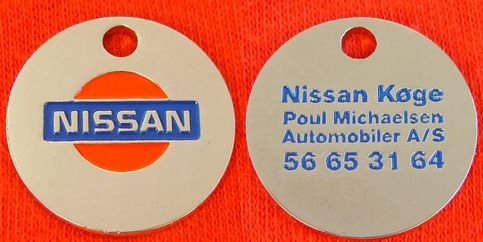 NISSAN
Nissan Køge
Poul Michaelsen
Automobiler A/S
56 65 31 64